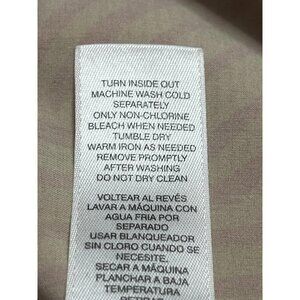 TURN INSIDE OUT
MACHINE WASH COLD
SEPARATELY
ONLY NON-CHLORINE
BLEACH WHEN NEEDED
TUMBLE DRY
WARM IRON AS NEEDED
REMOVE PROMPTLY
AFTER WASHING
DO NOT DRY CLEAN
VOLTEAR AL REVÉS
LAVAR A MÁQUINA CON
AGUA FRIA POR
SEPARADO
USAR BLANQUEADOR
SIN CLORO CUANDO SE
NECESITE.
SECAR A MÁQUINA
PLANCHAR A BAJA
TEMPERATURA